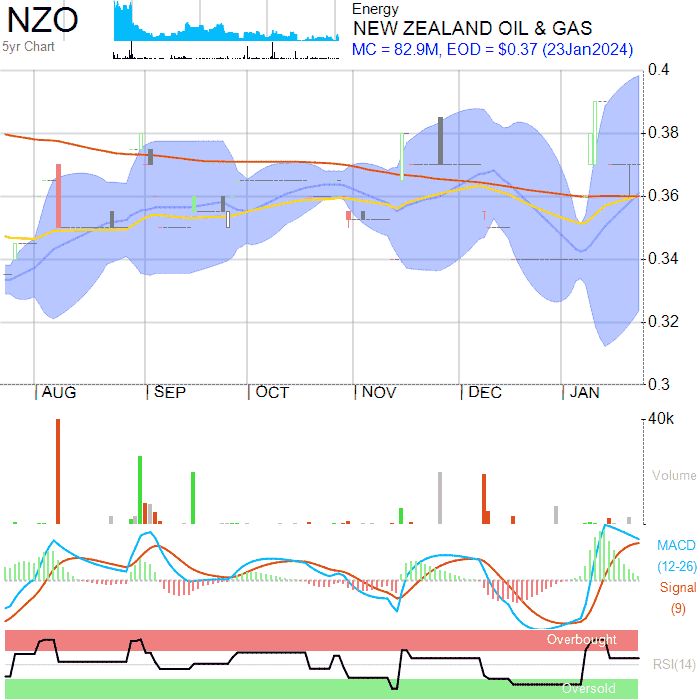 NZO
5yr Chart
Energy
NEW ZEALAND OIL & GAS
MC = 82.9M, EOD = $0.37 (23Jan2024)
0.4
0.38
0.36
0.34
0.32
0.3
AUG SEP OCT NOV DEC JAN
40k
Volume
MACD
(12-26)
Signal
(9)
Overbought
RSI(14)
Oversold